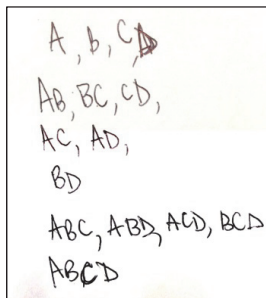 A, B, C, D
AB, BC, CD,
AC, AD,
BD
ABC, ABD, ACD, BCD
ABCD